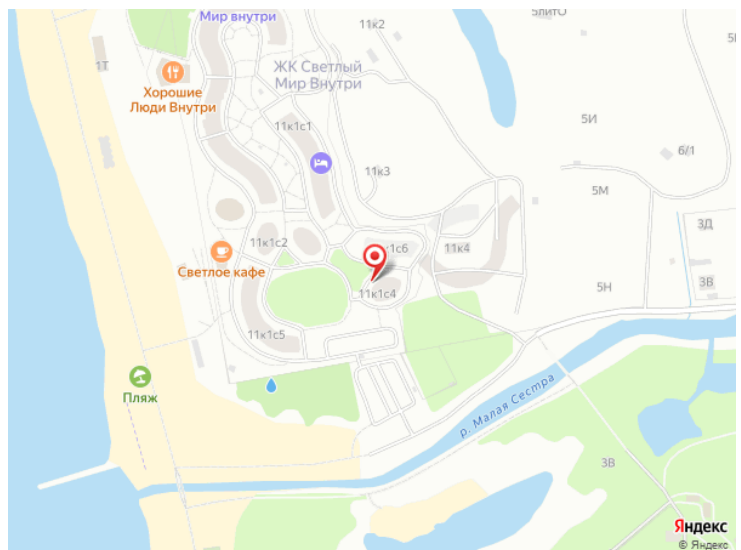 Мир внутри
11к2
5литО
1Т
ЖК Светлый
Мир Внутри
Хорошие
Люди Внутри
11к1с1
5И
6/1
11к3
5М
3Д
11к1с2
к1с6
11к4
Светлое кафе
3В
5Н
11к1с4
11к1с5
Пляж
р. Малая Сестра
3В
Яндекс
© Яндекс